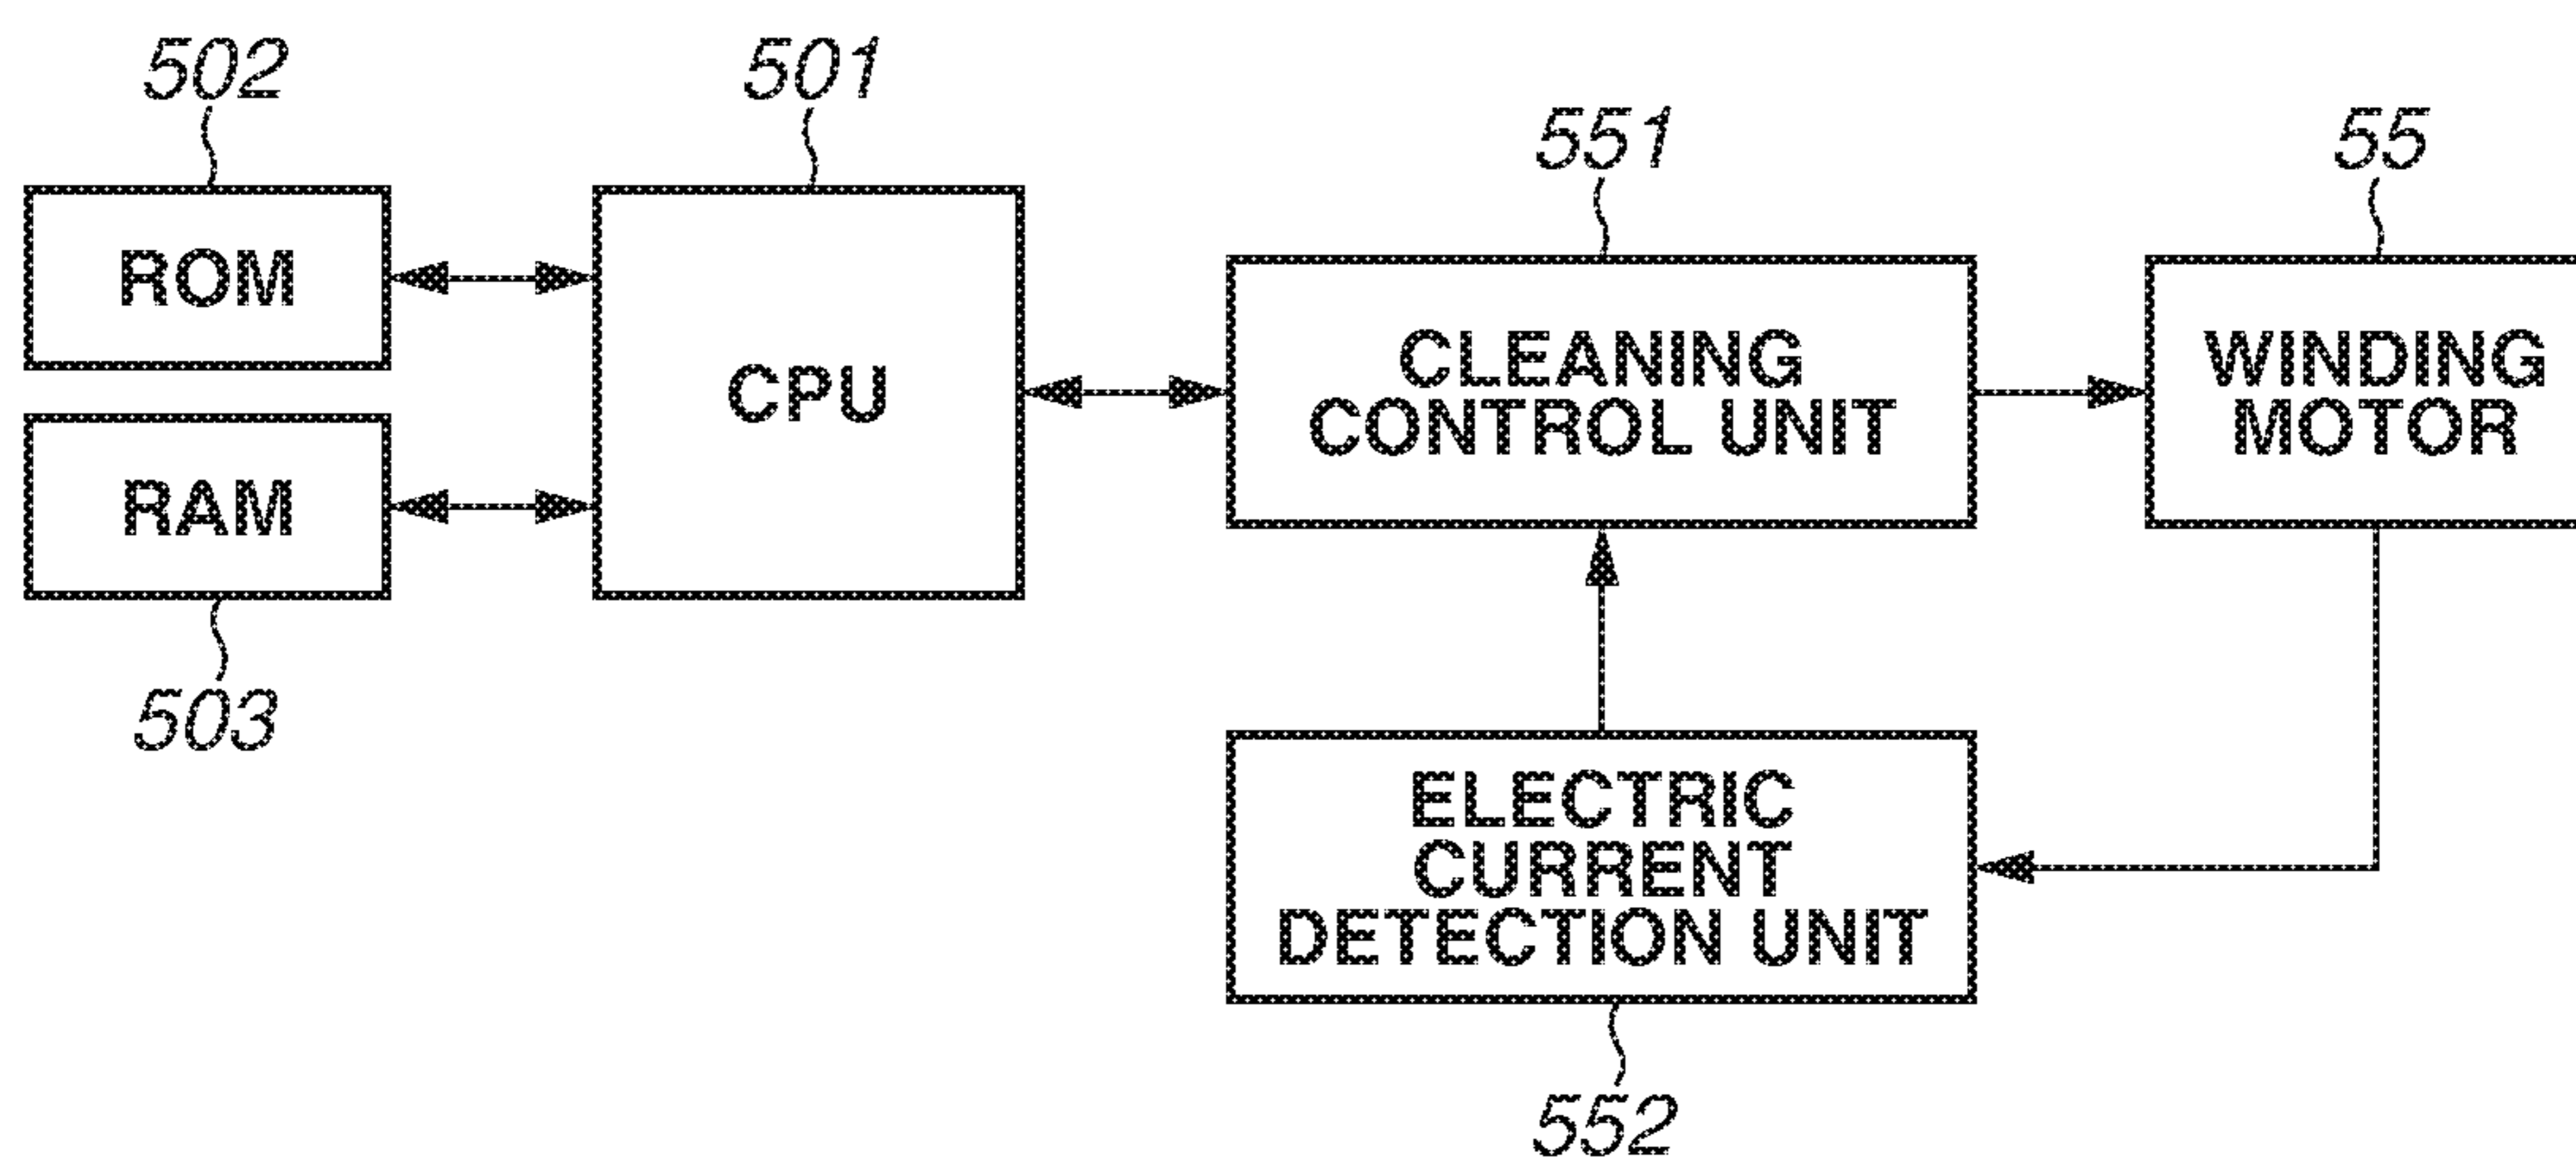 502
501
551
55
ROM
CPU
RAM
CLEANING
CONTROL UNIT
WINDING
MOTOR
503
ELECTRIC
CURRENT
DETECTION UNIT
552